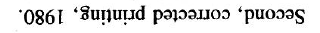 Second, corrected, printing, 1980.